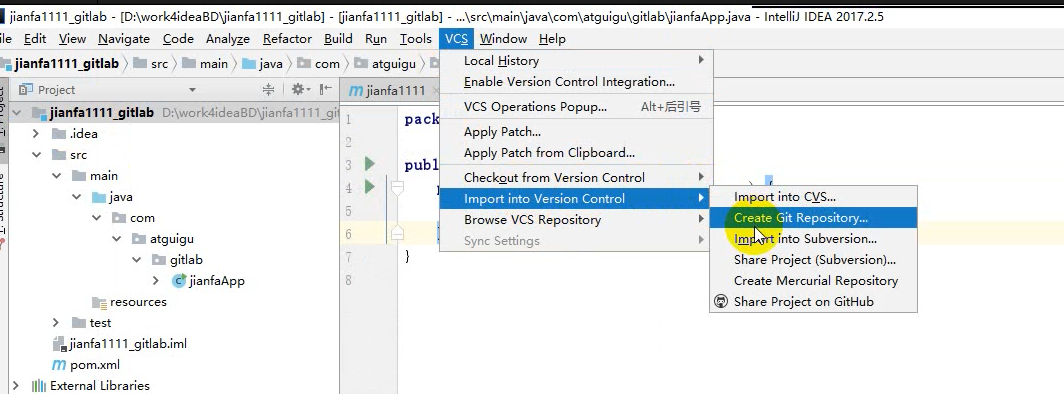 jianfa1111_gitlab - [D:\work4ideaBD\jianfa1111_gitlab] - [jianfa1111_gitlab] - ...\src\main\java\com\atguigu\gitlab\jianfaApp.java - IntelliJ IDEA 2017.2.5
ile Edit View Navigate Code Analyze Refactor Build Run Tools VCS Window Help
jianfa1111_gitlab src main java com atguigu
Project
jianfa1111
jianfa1111_gitlab D:\work4ideaBD\jianfa1111_git
.idea
src
main
java
com
atguigu
gitlab
jianfaApp
resources
test
jianfa1111_gitlab.iml
pom.xml
External Libraries
1 pack
2
3 publ
4
5
6
7 }
8
Local History
Enable Version Control Integration...
VCS Operations Popup... Alt+后引号
Apply Patch...
Apply Patch from Clipboard...
Checkout from Version Control
Import into Version Control
Browse VCS Repository
Sync Settings
Import into CVS...
Create Git Repository...
Import into Subversion...
Share Project (Subversion)...
Create Mercurial Repository
Share Project on GitHub